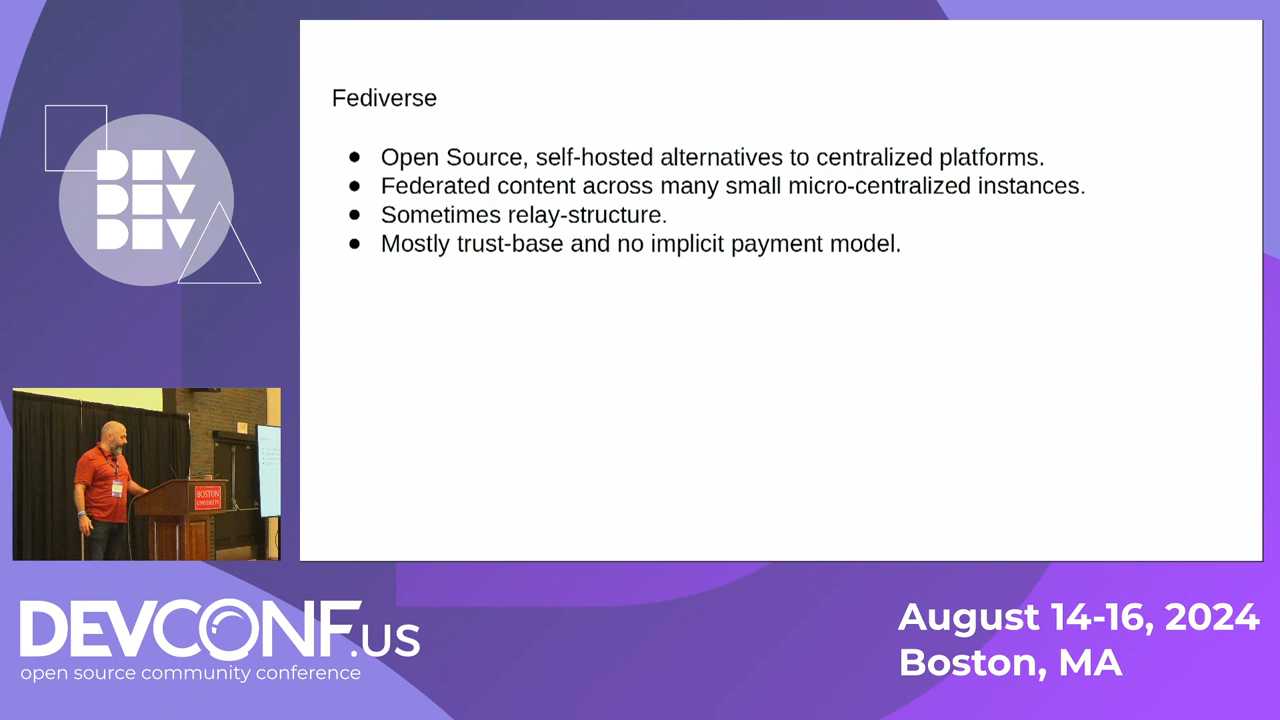 DEV
DEV
DEV
Fediverse
● Open Source, self-hosted alternatives to centralized platforms.
● Federated content across many small micro-centralized instances.
● Sometimes relay-structure.
● Mostly trust-base and no implicit payment model.
BOSTON
UNIVERSITY
DEVCONF.US
open source community conference
August 14-16, 2024
Boston, MA